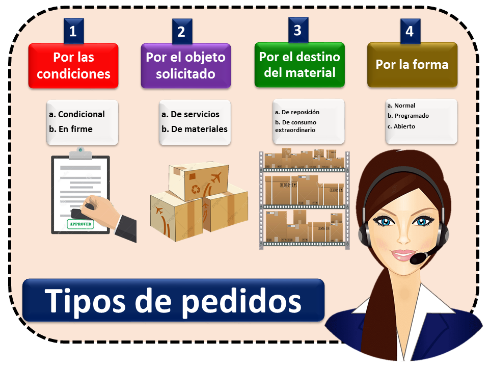 1
Por las
condiciones
a. Condicional
b. En firme
2
Por el objeto
solicitado
a. De servicios
b. De materiales
3
Por el destino
del material
a. De reposición
b. De consumo
extraordinario
4
Por la forma
a. Normal
b. Programado
c. Abierto
APPROVED
Tipos de pedidos